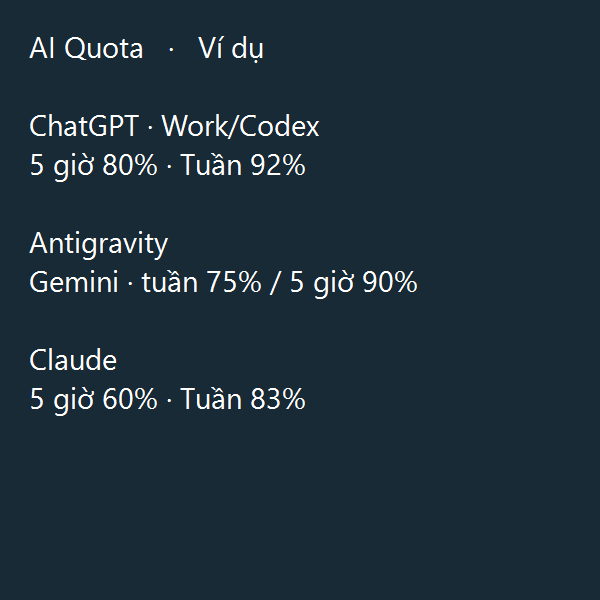 AI Quota · Ví dụ
ChatGPT · Work/Codex
5 giờ 80% · Tuần 92%
Antigravity
Gemini · tuần 75% / 5 giờ 90%
Claude
5 giờ 60% · Tuần 83%